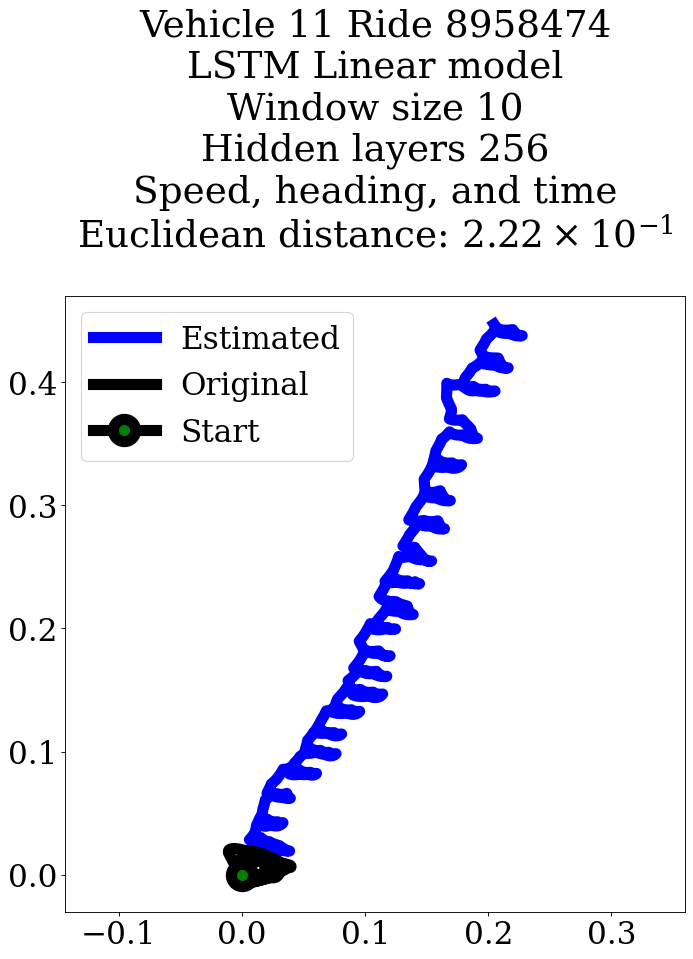 Vehicle 11 Ride 8958474
LSTM Linear model
Window size 10
Hidden layers 256
Speed, heading, and time
Euclidean distance: 2.22 × 10⁻¹
Estimated
Original
Start
0.4
0.3
0.2
0.1
0.0
−0.1 0.0 0.1 0.2 0.3